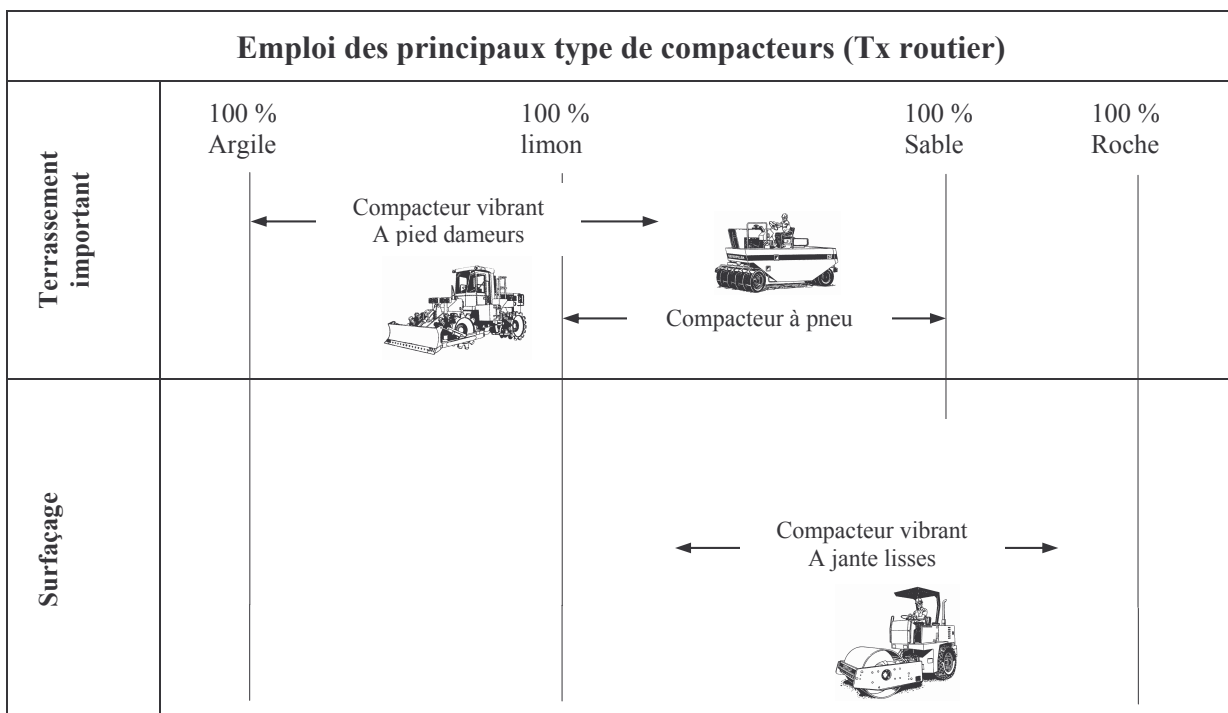 Emploi des principaux type de compacteurs (Tx routier)
Terrassement
important
100 %
Argile
100 %
limon
100 %
Sable
100 %
Roche
Compacteur vibrant
A pied dameurs
Compacteur à pneu
Surfaçage
Compacteur vibrant
A jante lisses